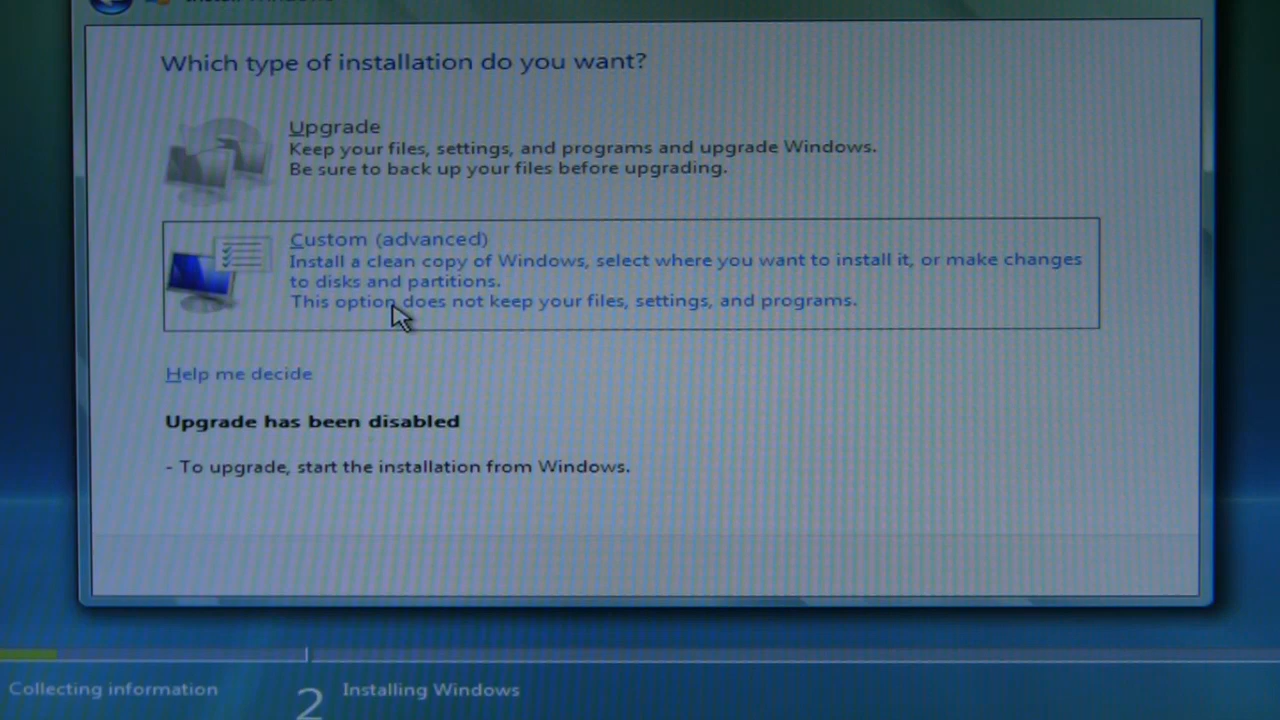 Install Windows
Which type of installation do you want?
Upgrade
Keep your files, settings, and programs and upgrade Windows.
Be sure to back up your files before upgrading.
Custom (advanced)
Install a clean copy of Windows, select where you want to install it, or make changes
to disks and partitions.
This option does not keep your files, settings, and programs.
Help me decide
Upgrade has been disabled
- To upgrade, start the installation from Windows.
Collecting information
2 Installing Windows